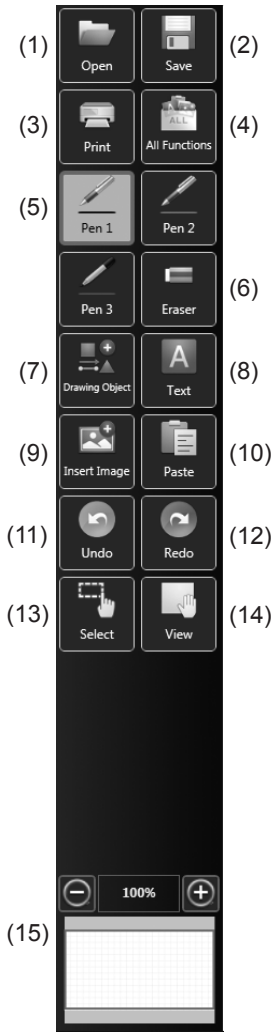 (1) Open Save (2)
(3) Print All Functions (4)
ALL
(5) Pen 1 Pen 2
Pen 3 Eraser (6)
(7) Drawing Object Text (8)
A
(9) Insert Image Paste (10)
(11) Undo Redo (12)
(13) Select View (14)
100%
(15)